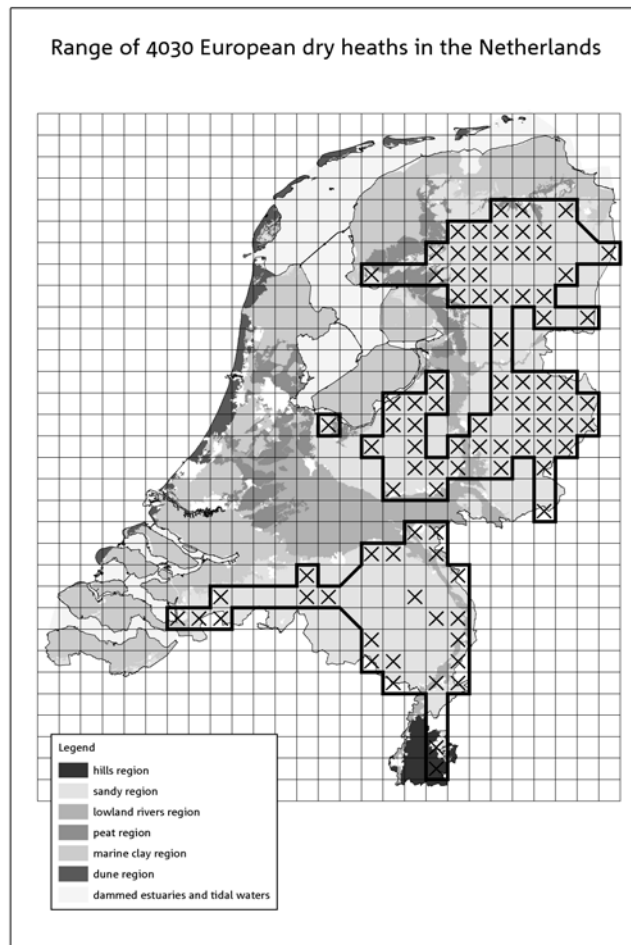 Range of 4030 European dry heaths in the Netherlands
Legend
hills region
sandy region
lowland rivers region
peat region
marine clay region
dune region
dammed estuaries and tidal waters